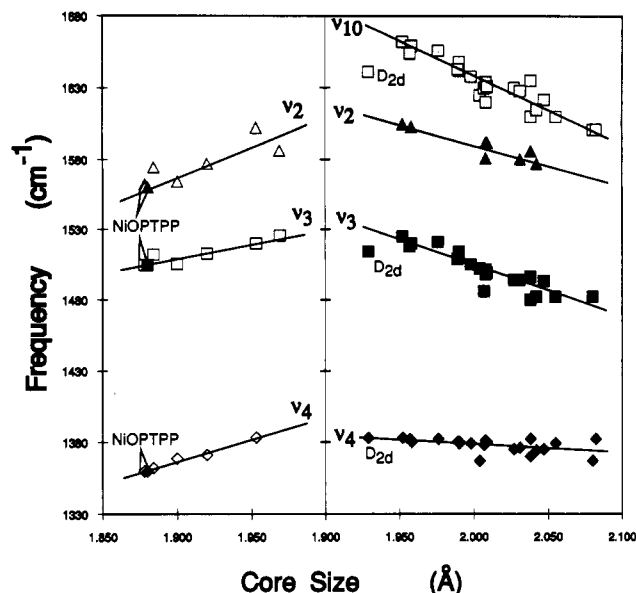 1680
1630
1580
1530
1480
1430
1380
1330
Frequency (cm⁻¹)
ν₂
NiOPTPP
ν₃
NiOPTPP
ν₄
ν₁₀
D₂d
ν₂
ν₃
D₂d
ν₄
D₂d
1.850 1.900 1.950 1.900 1.950 2.000 2.050 2.100
Core Size (Å)